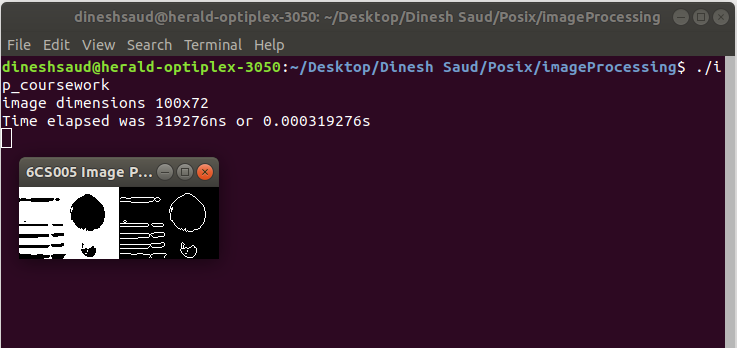 dineshsaud@herald-optiplex-3050: ~/Desktop/Dinesh Saud/Posix/imageProcessing
File Edit View Search Terminal Help
dineshsaud@herald-optiplex-3050:~/Desktop/Dinesh Saud/Posix/imageProcessing$ ./i
p_coursework
image dimensions 100x72
Time elapsed was 319276ns or 0.000319276s
6CS005 Image P...